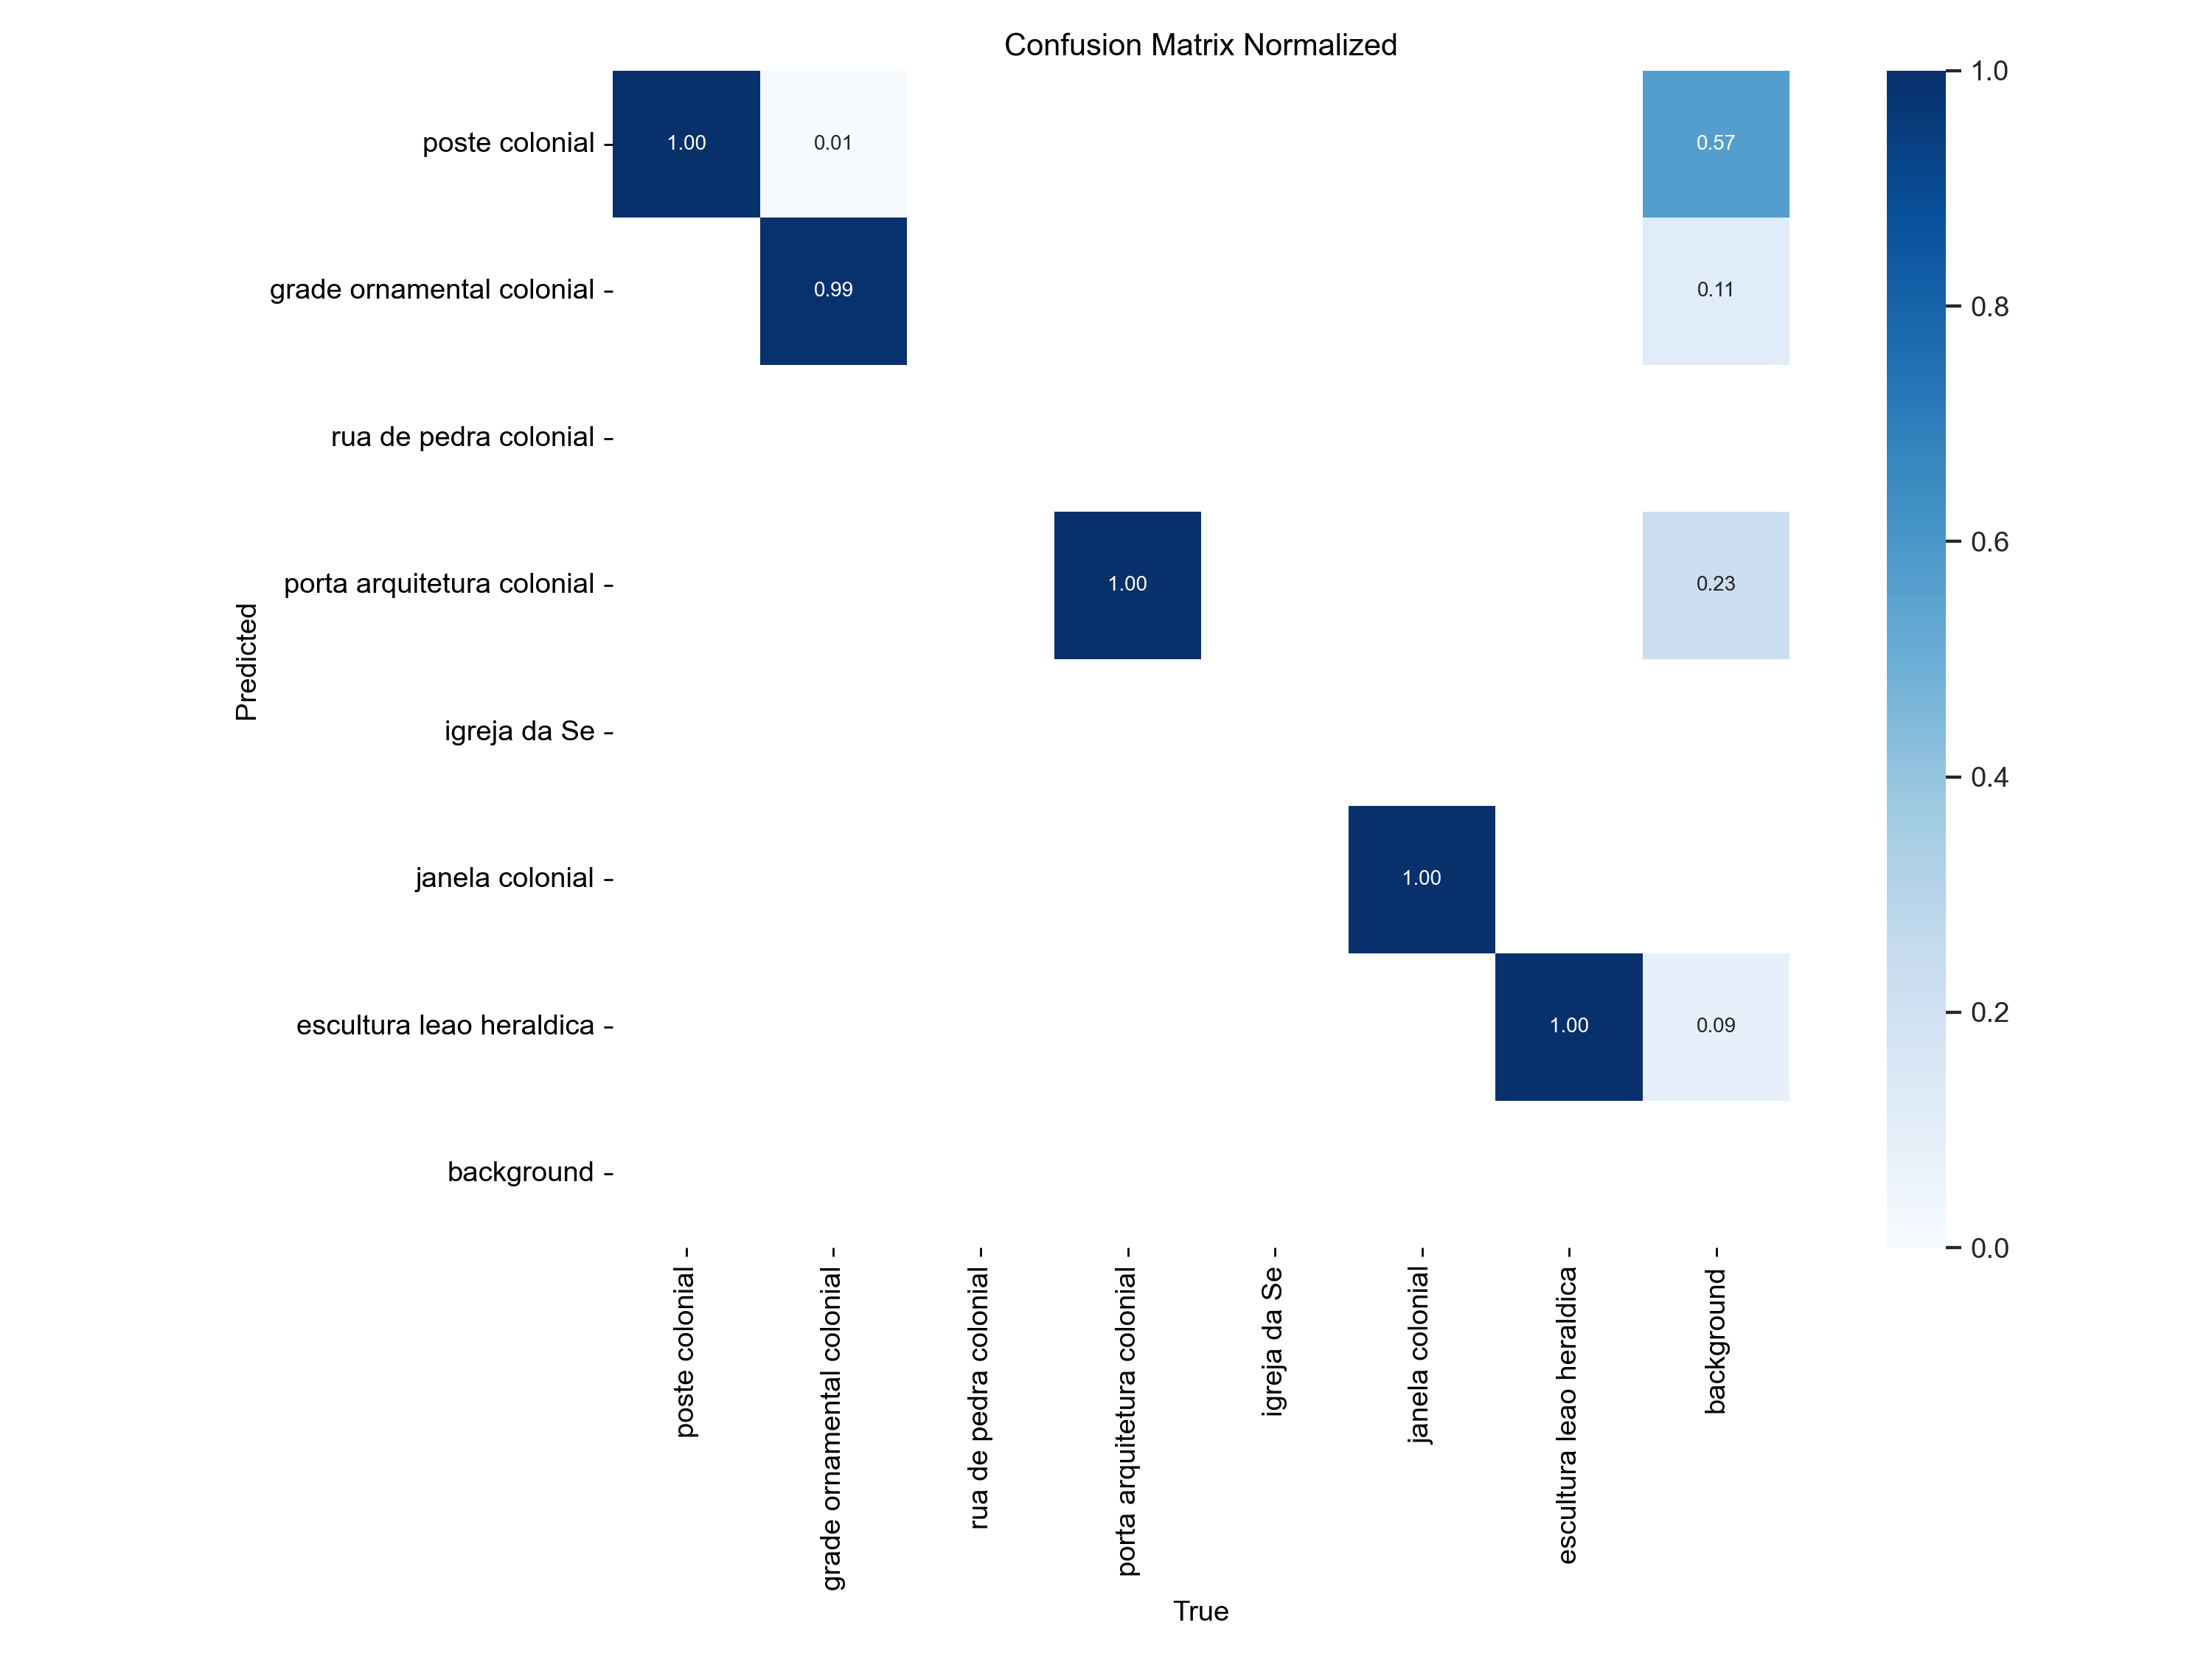 Confusion Matrix Normalized
poste colonial
1.00
0.01
0.57
grade ornamental colonial
0.99
0.11
rua de pedra colonial
porta arquitetura colonial
1.00
0.23
igreja da Se
janela colonial
1.00
escultura leao heraldica
1.00
0.09
background
Predicted
poste colonial
grade ornamental colonial
rua de pedra colonial
porta arquitetura colonial
igreja da Se
janela colonial
escultura leao heraldica
background
True
1.0
0.8
0.6
0.4
0.2
0.0